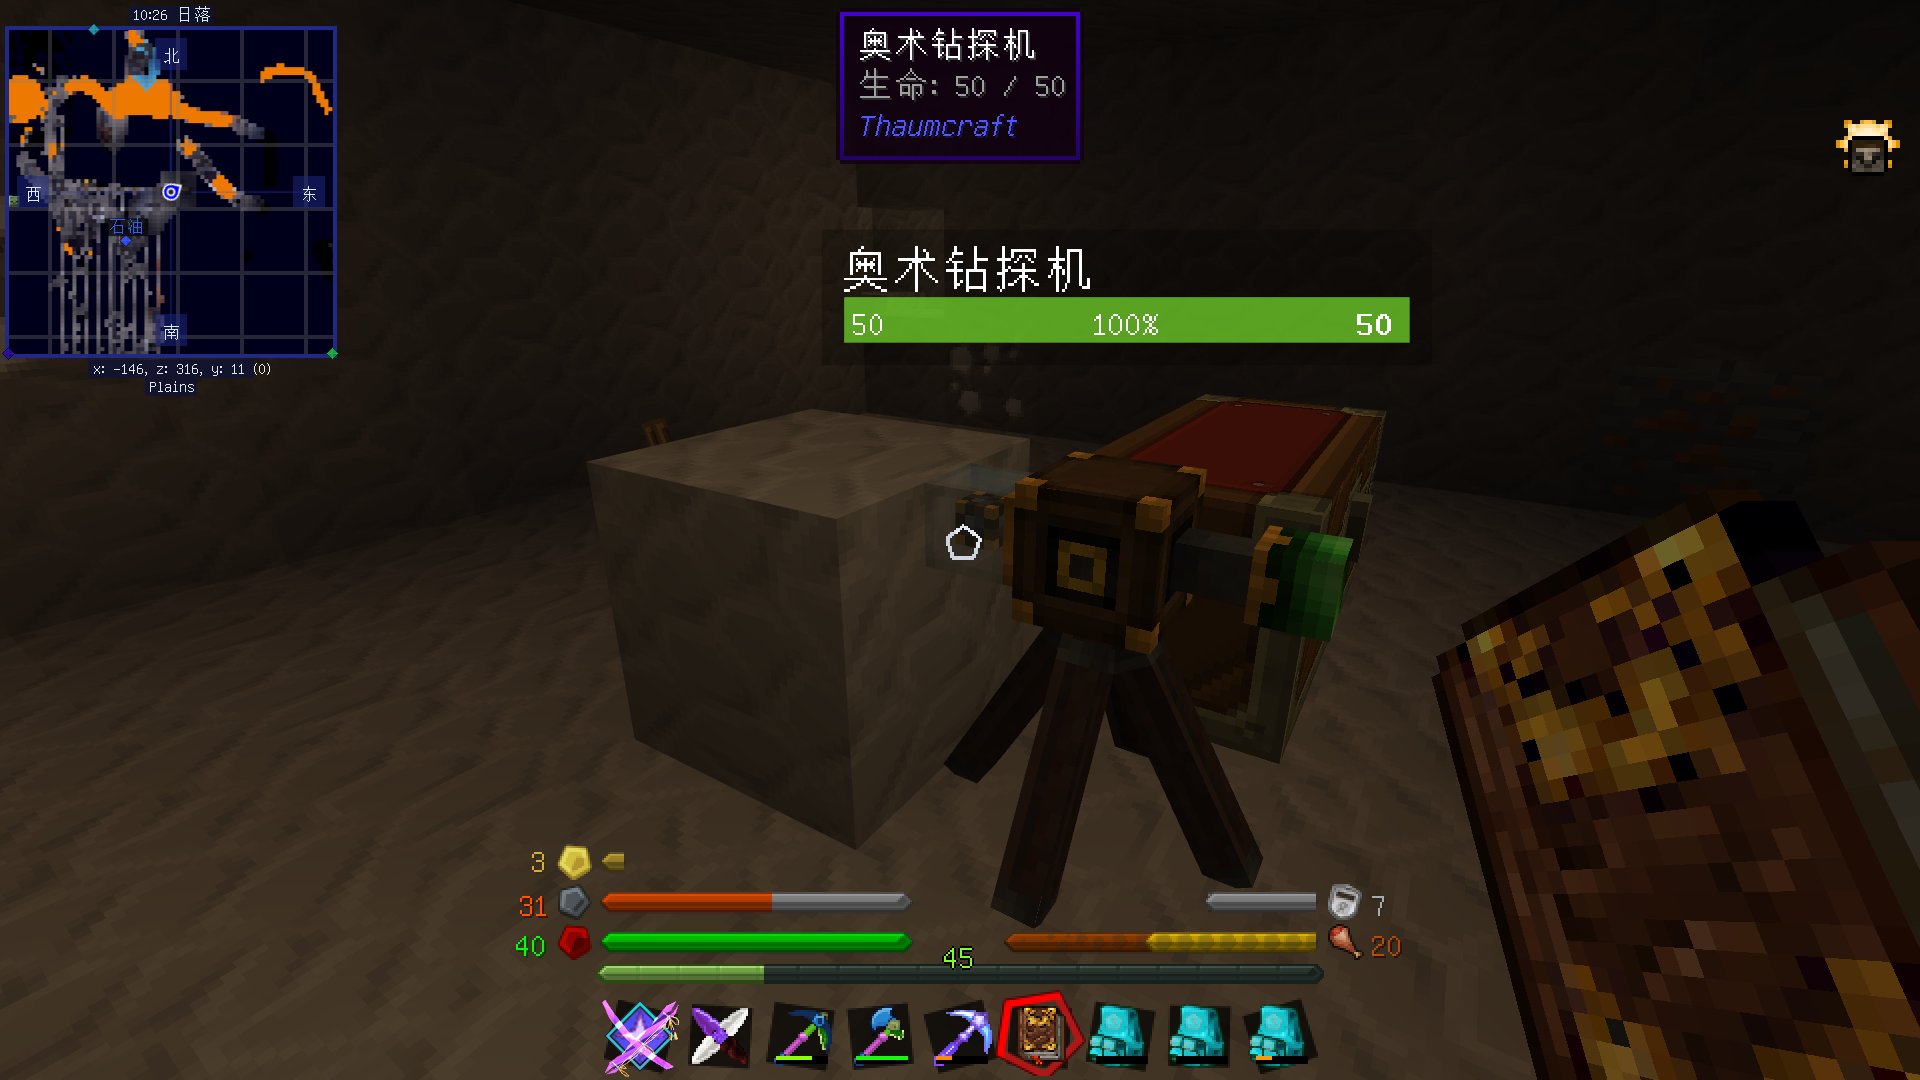 10:26 日落
北
西
东
石油
南
x: -146, z: 316, y: 11 (0)
Plains
奥术钻探机
生命: 50 / 50
Thaumcraft
奥术钻探机
50 100% 50
3
31
7
40
45
20